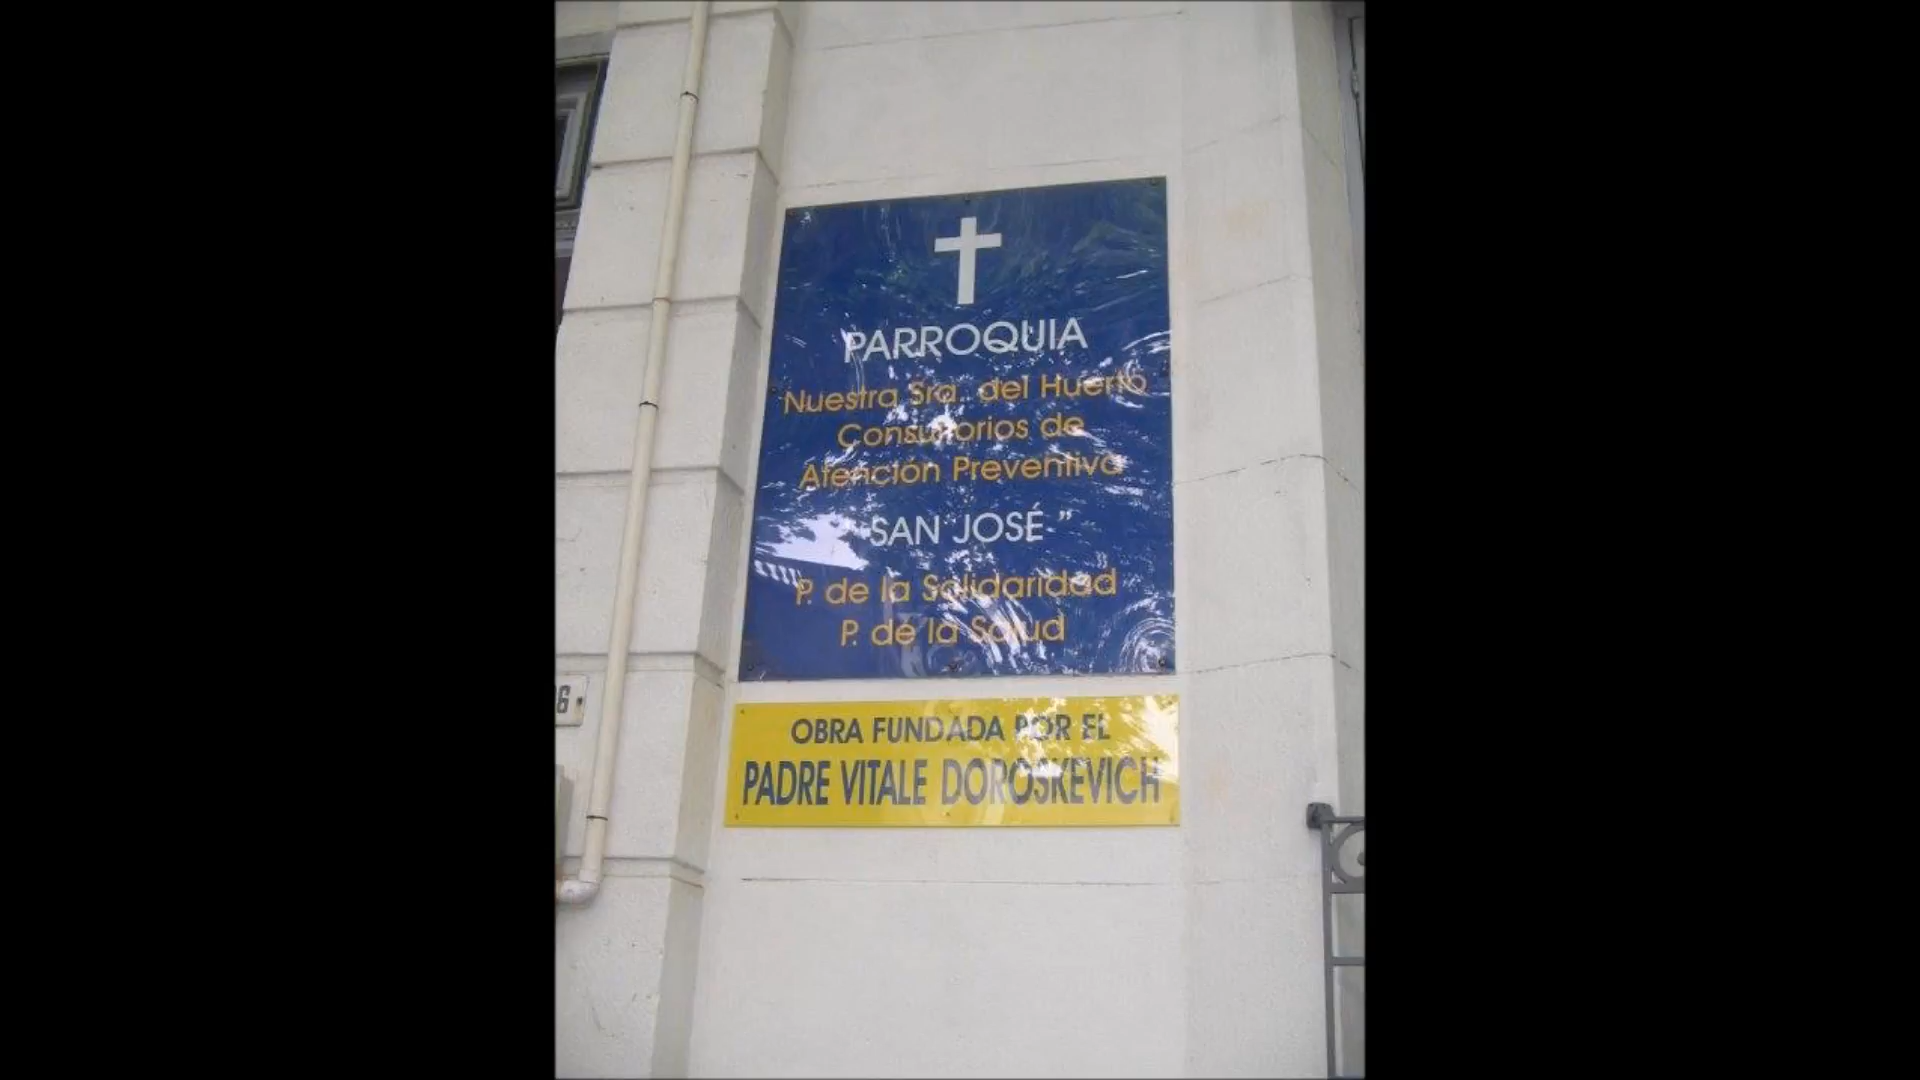 PARROQUIA
Nuestra Sra. del Huerto
Consultorios de
Atención Preventiva
"SAN JOSÉ"
P. de la Solidaridad
P. de la Salud
6
OBRA FUNDADA POR EL
PADRE VITALE DOROSKEVICH